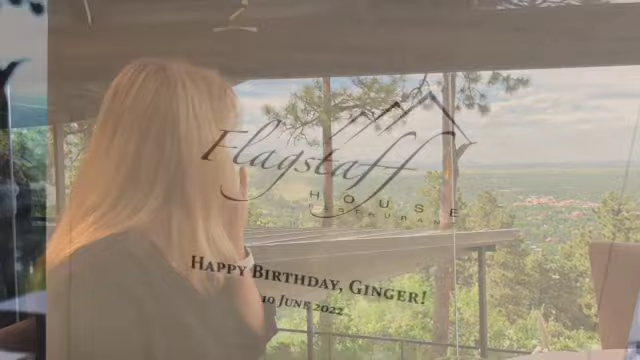 Flagstaff
HOUSE
RESTAURANT
HAPPY BIRTHDAY, GINGER!
10 JUNE 2022